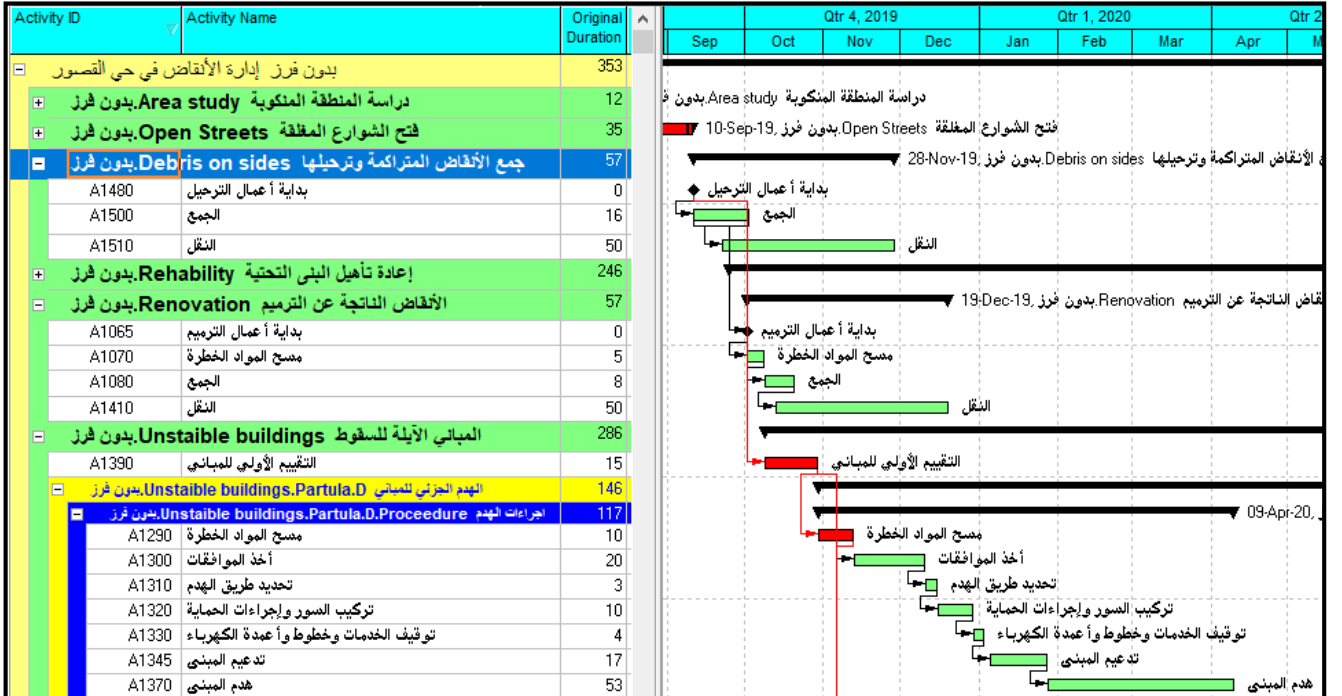 Activity ID Activity Name Original Duration Qtr 4, 2019 Qtr 1, 2020 Qtr 2
Sep Oct Nov Dec Jan Feb Mar Apr M
بدون فرز إدارة الأنقاض في حي القصور 353
دراسة المنطقة المنكوبة Area study.بدون فرز 12 دراسة المنطقة المنكوبة Area study.بدون ف
فتح الشوارع المغلقة Open Streets.بدون فرز 35 فتح الشوارع المغلقة Open Streets.بدون فرز, 10-Sep-19
جمع الأنقاض المتراكمة وترحيلها Debris on sides.بدون فرز 57 الأنقاض المتراكمة وترحيلها Debris on sides.بدون فرز, 28-Nov-19
A1480 بداية أعمال الترحيل 0 بداية أعمال الترحيل
A1500 الجمع 16 الجمع
A1510 النقل 50 النقل
إعادة تأهيل البنى التحتية Rehability.بدون فرز 246
الأنقاض الناتجة عن الترميم Renovation.بدون فرز 57 قاض الناتجة عن الترميم Renovation.بدون فرز, 19-Dec-19
A1065 بداية أعمال الترميم 0 بداية أعمال الترميم
A1070 مسح المواد الخطرة 5 مسح المواد الخطرة
A1080 الجمع 8 الجمع
A1410 النقل 50 النقل
المباني الآيلة للسقوط Unstaible buildings.بدون فرز 286
A1390 التقييم الأولي للمباني 15 التقييم الأولي للمباني
الهدم الجزئي للمباني Unstaible buildings.Partula.D.بدون فرز 146
اجراءات الهدم Unstaible buildings.Partula.D.Proceedure.بدون فرز 117 09-Apr-20,
A1290 مسح المواد الخطرة 10 مسح المواد الخطرة
A1300 أخذ الموافقات 20 أخذ الموافقات
A1310 تحديد طريق الهدم 3 تحديد طريق الهدم
A1320 تركيب السور وإجراءات الحماية 10 تركيب السور وإجراءات الحماية
A1330 توقيف الخدمات وخطوط وأعمدة الكهرباء 4 توقيف الخدمات وخطوط وأعمدة الكهرباء
A1345 تدعيم المبنى 17 تدعيم المبنى
A1370 هدم المبنى 53 هدم المبنى